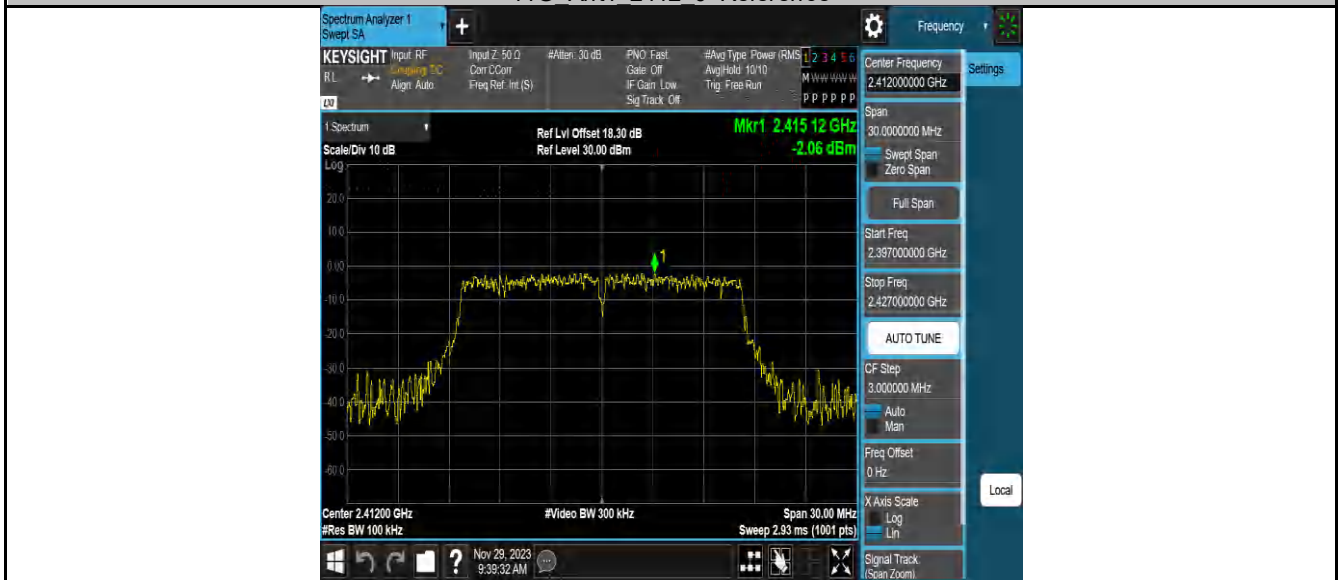 Spectrum Analyzer 1
Swept SA
+
Frequency
KEYSIGHT
Input: RF
Input Z: 50 Ω
#Atten: 30 dB
PNO: Fast
#Avg Type: Power (RMS
1 2 3 4 5 6
RL
Coupling: DC
Corr CCorr
Gate: Off
Avg|Hold: 10/10
M W W W W W
Align: Auto
Freq Ref: Int (S)
IF Gain: Low
Trig: Free Run
Sig Track: Off
P P P P P P
LXI
Center Frequency
2.412000000 GHz
Settings
Span
30.0000000 MHz
Swept Span
Zero Span
Full Span
Start Freq
2.397000000 GHz
Stop Freq
2.427000000 GHz
AUTO TUNE
CF Step
3.000000 MHz
Auto
Man
Freq Offset
0 Hz
X Axis Scale
Log
Lin
Signal Track
(Span Zoom)
Local
1 Spectrum
Ref Lvl Offset 18.30 dB
Mkr1 2.415 12 GHz
Scale/Div 10 dB
Ref Level 30.00 dBm
-2.06 dBm
Log
20.0
10.0
0.00
-10.0
-20.0
-30.0
-40.0
-50.0
-60.0
1
Center 2.41200 GHz
#Video BW 300 kHz
Span 30.00 MHz
#Res BW 100 kHz
Sweep 2.93 ms (1001 pts)
?
Nov 29, 2023
9:39:32 AM